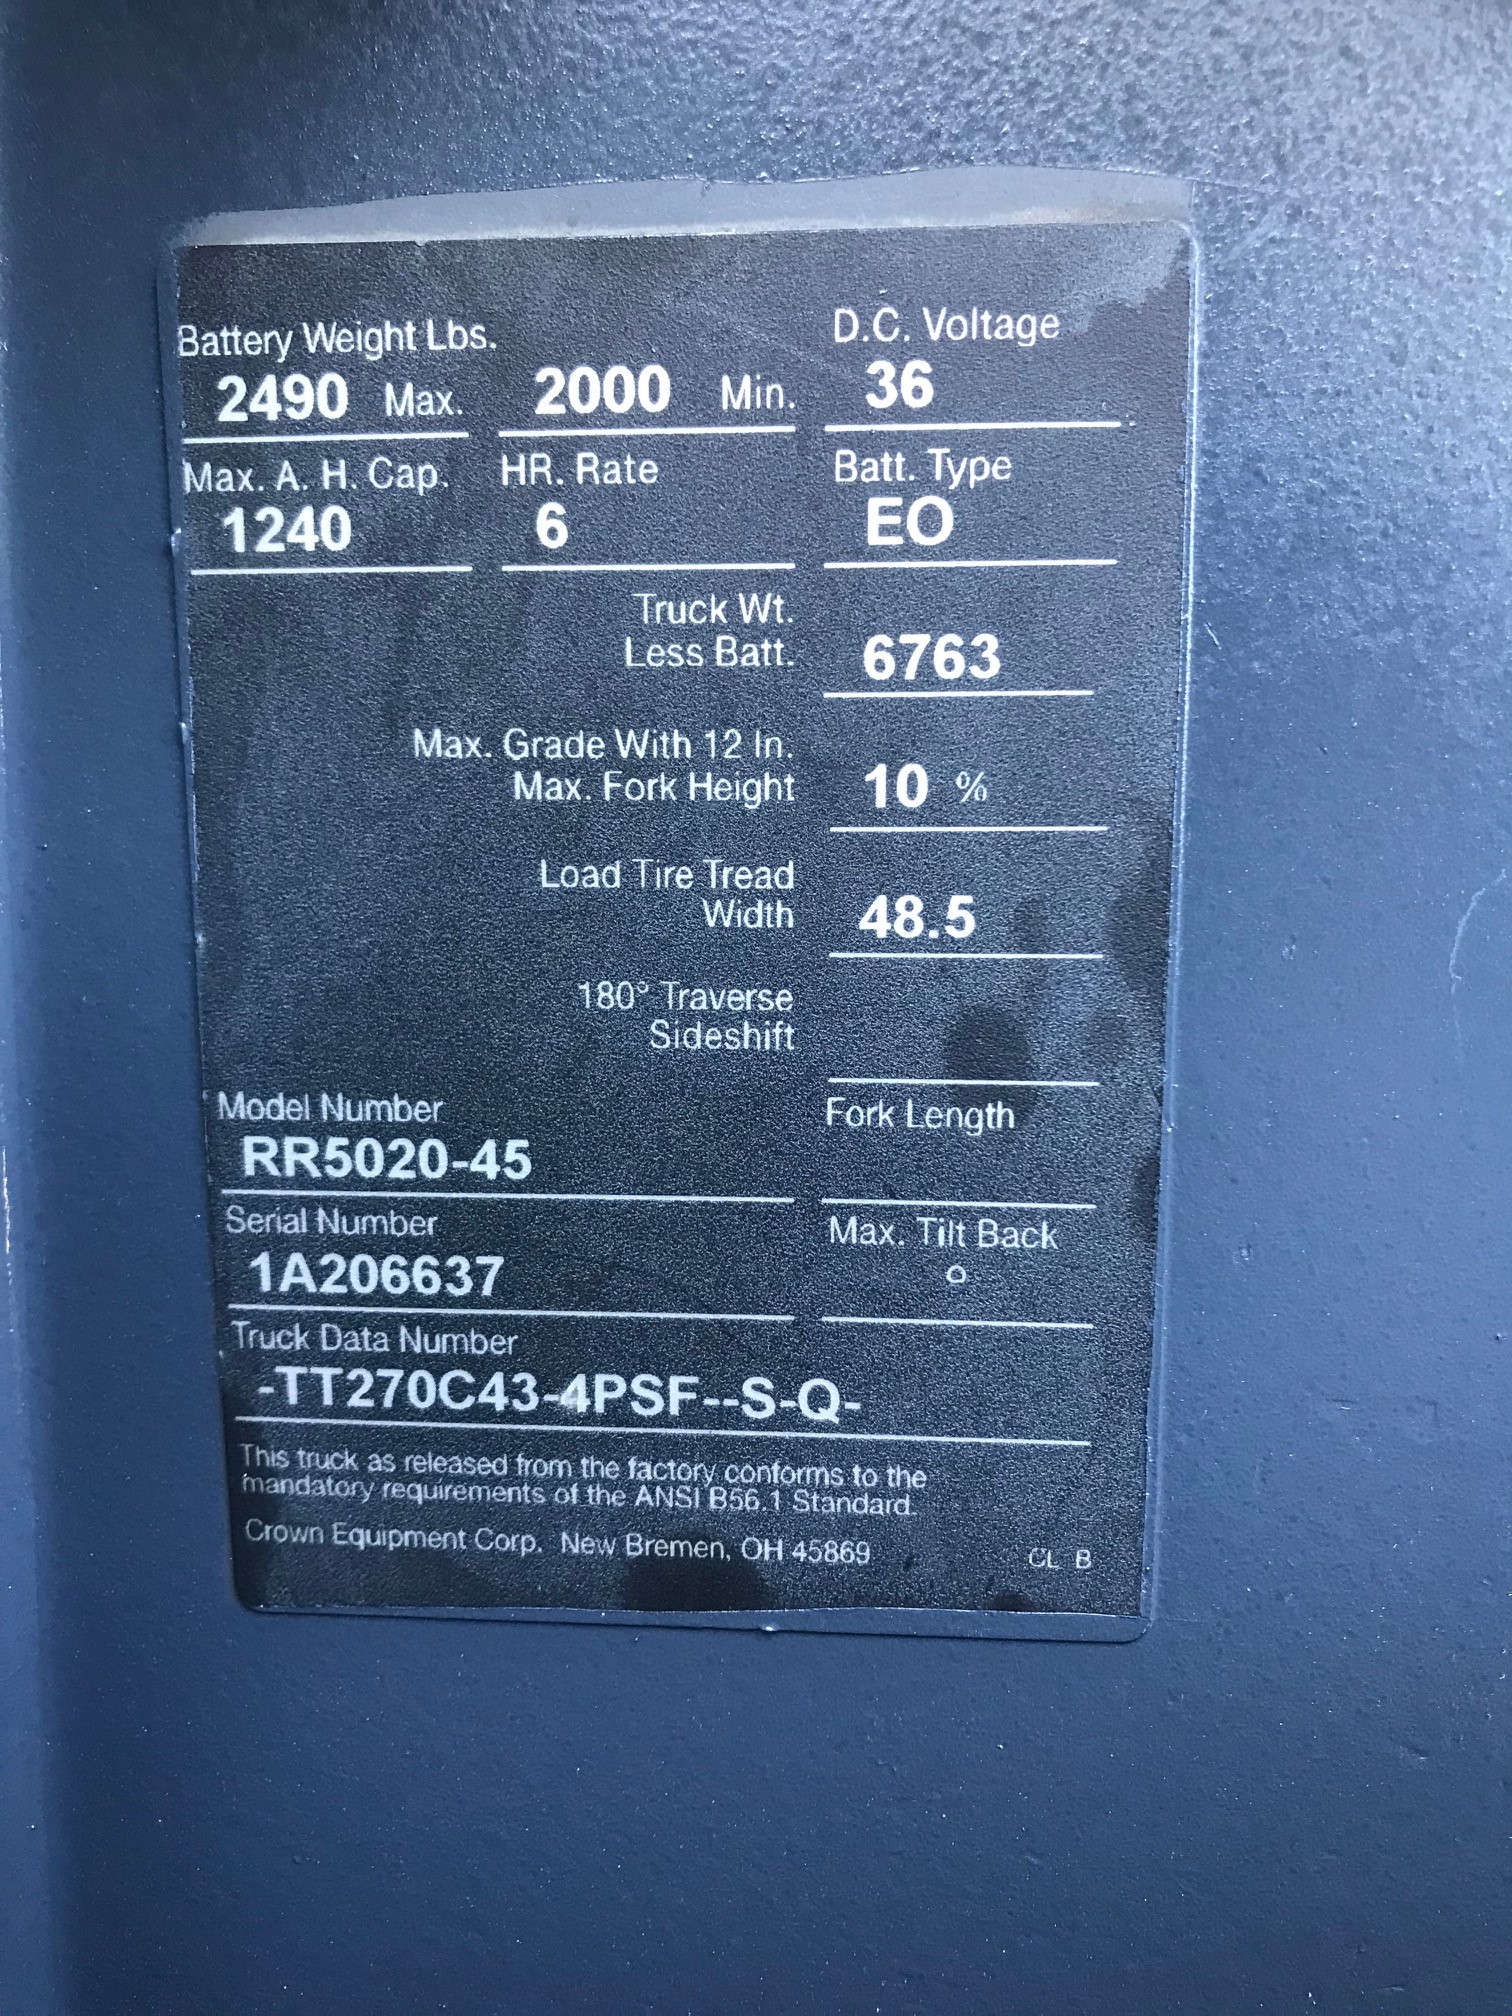 Battery Weight Lbs. D.C. Voltage
2490 Max. 2000 Min. 36
Max. A. H. Cap. HR. Rate Batt. Type
1240 6 EO
Truck Wt.
Less Batt. 6763
Max. Grade With 12 In.
Max. Fork Height 10 %
Load Tire Tread
Width 48.5
180° Traverse
Sideshift
Model Number Fork Length
RR5020-45
Serial Number Max. Tilt Back
1A206637 °
Truck Data Number
-TT270C43-4PSF--S-Q-
This truck as released from the factory conforms to the
mandatory requirements of the ANSI B56.1 Standard.
Crown Equipment Corp. New Bremen, OH 45869 CL B